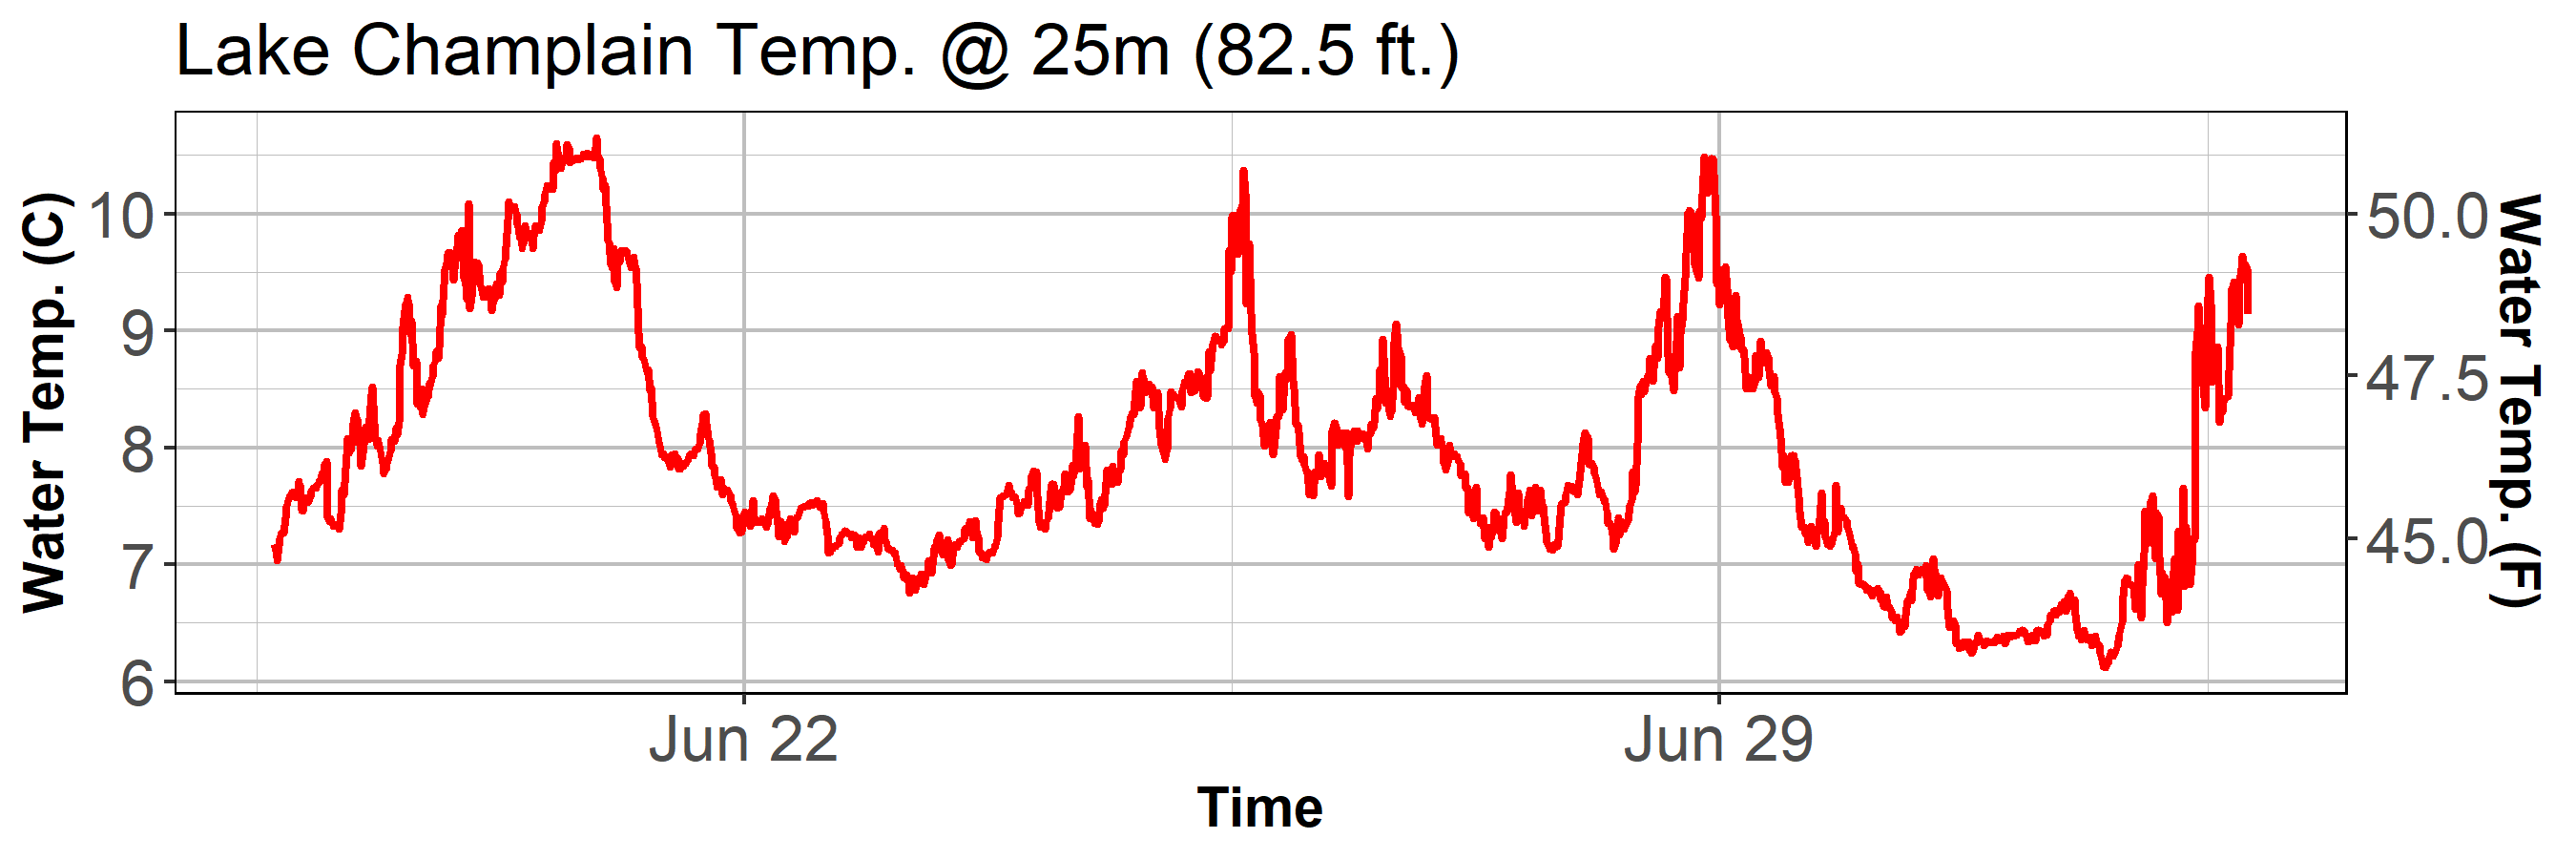 Lake Champlain Temp. @ 25m (82.5 ft.)
Water Temp. (C)
10
9
8
7
6
50.0
47.5
45.0
Water Temp. (F)
Jun 22
Jun 29
Time